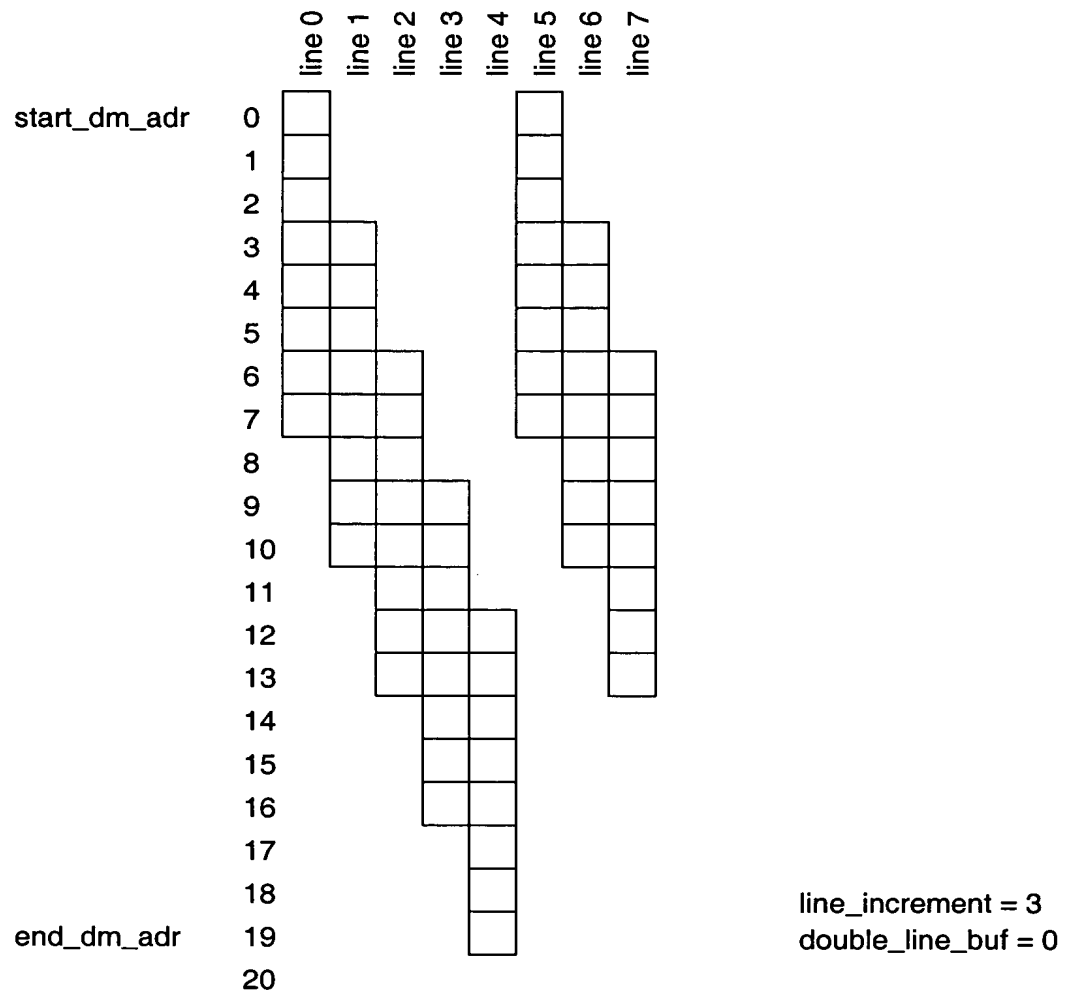 line 0
line 1
line 2
line 3
line 4
line 5
line 6
line 7
start_dm_adr 0
1
2
3
4
5
6
7
8
9
10
11
12
13
14
15
16
17
18
end_dm_adr 19
20
line_increment = 3
double_line_buf = 0